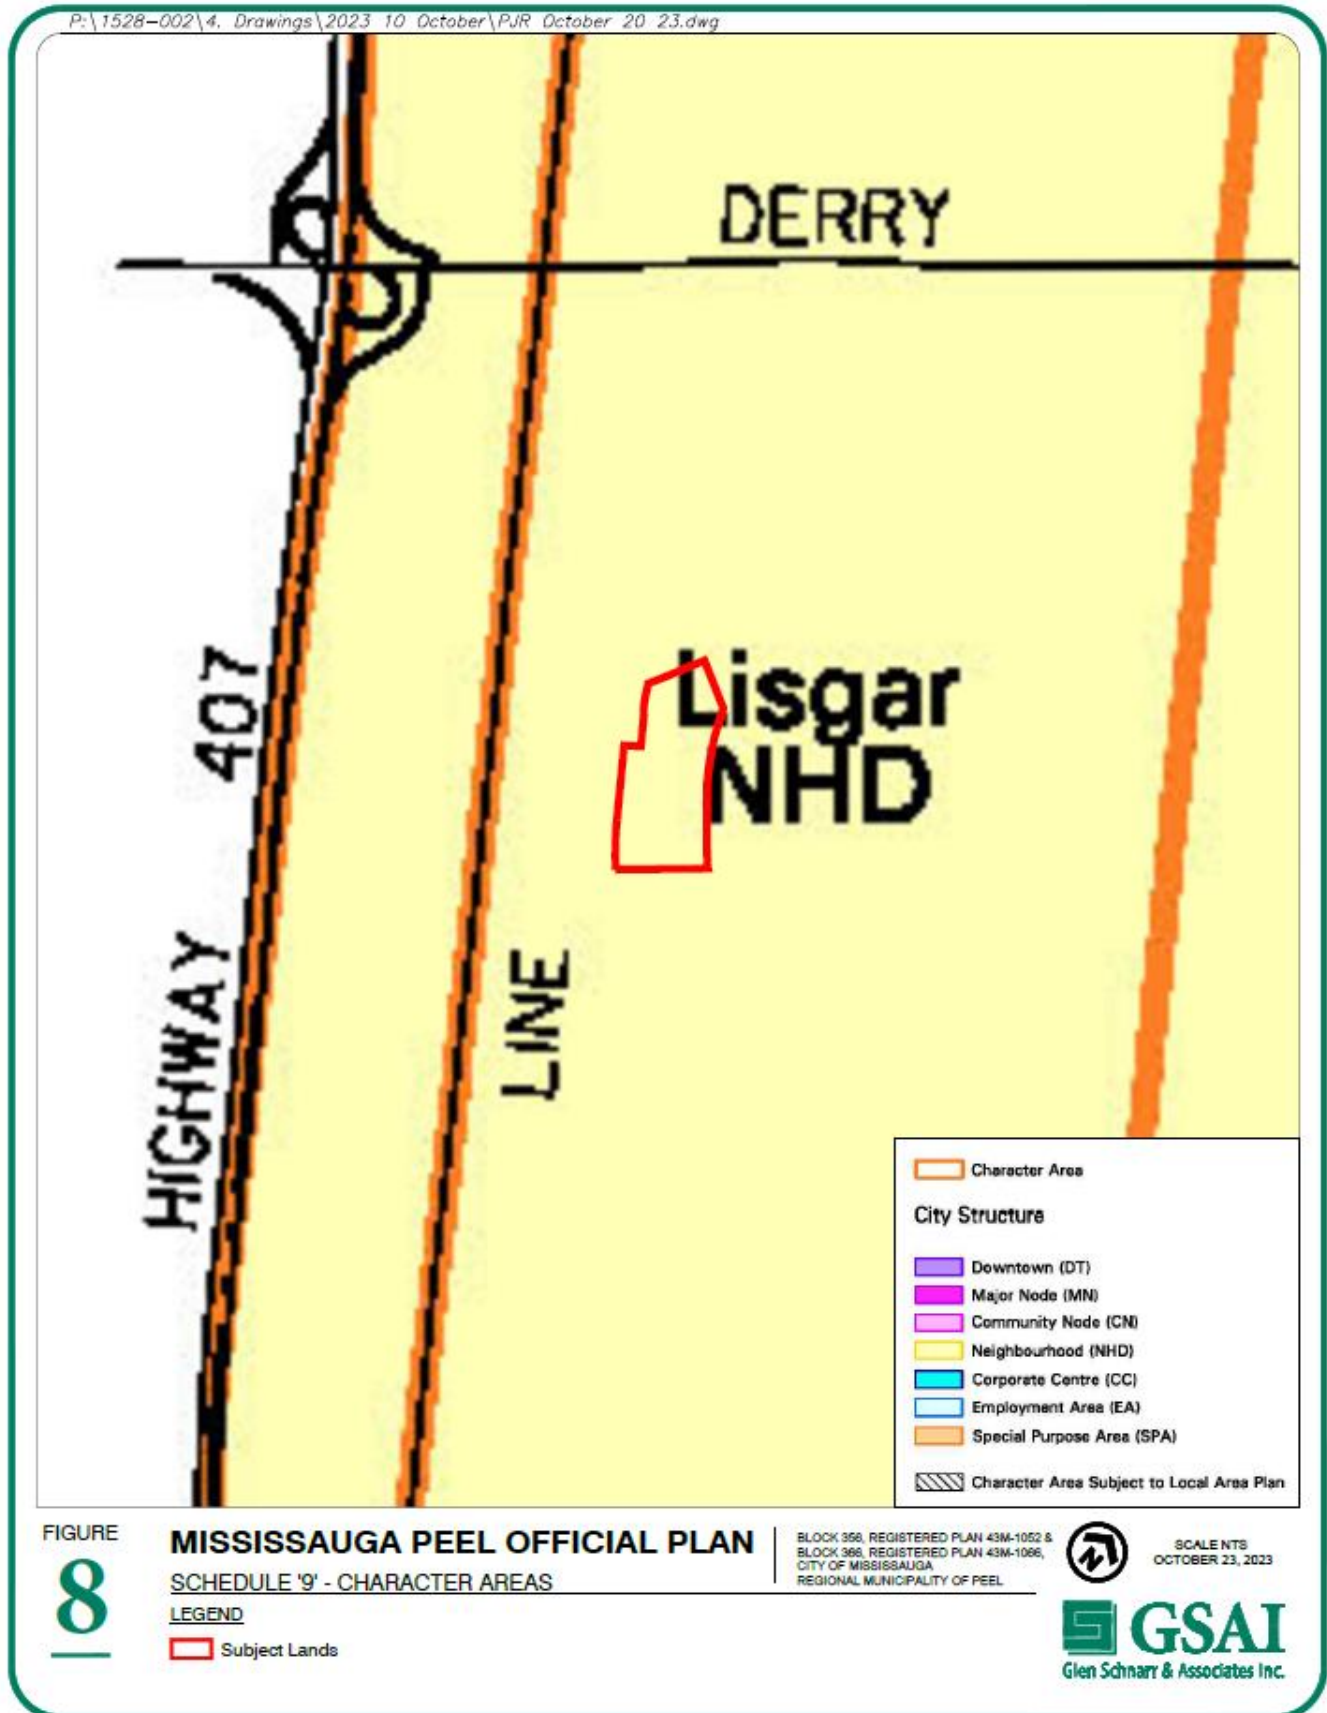 P:\1528-002\4. Drawings\2023 10 October\PJR October 20 23.dwg
DERRY
407
HIGHWAY
LINE
Lisgar
NHD
Character Area
City Structure
Downtown (DT)
Major Node (MN)
Community Node (CN)
Neighbourhood (NHD)
Corporate Centre (CC)
Employment Area (EA)
Special Purpose Area (SPA)
Character Area Subject to Local Area Plan
FIGURE
8
MISSISSAUGA PEEL OFFICIAL PLAN
SCHEDULE '9' - CHARACTER AREAS
LEGEND
Subject Lands
BLOCK 356, REGISTERED PLAN 43M-1052 &
BLOCK 366, REGISTERED PLAN 43M-1066,
CITY OF MISSISSAUGA
REGIONAL MUNICIPALITY OF PEEL
SCALE NTS
OCTOBER 23, 2023
GSAI
Glen Schnarr & Associates Inc.